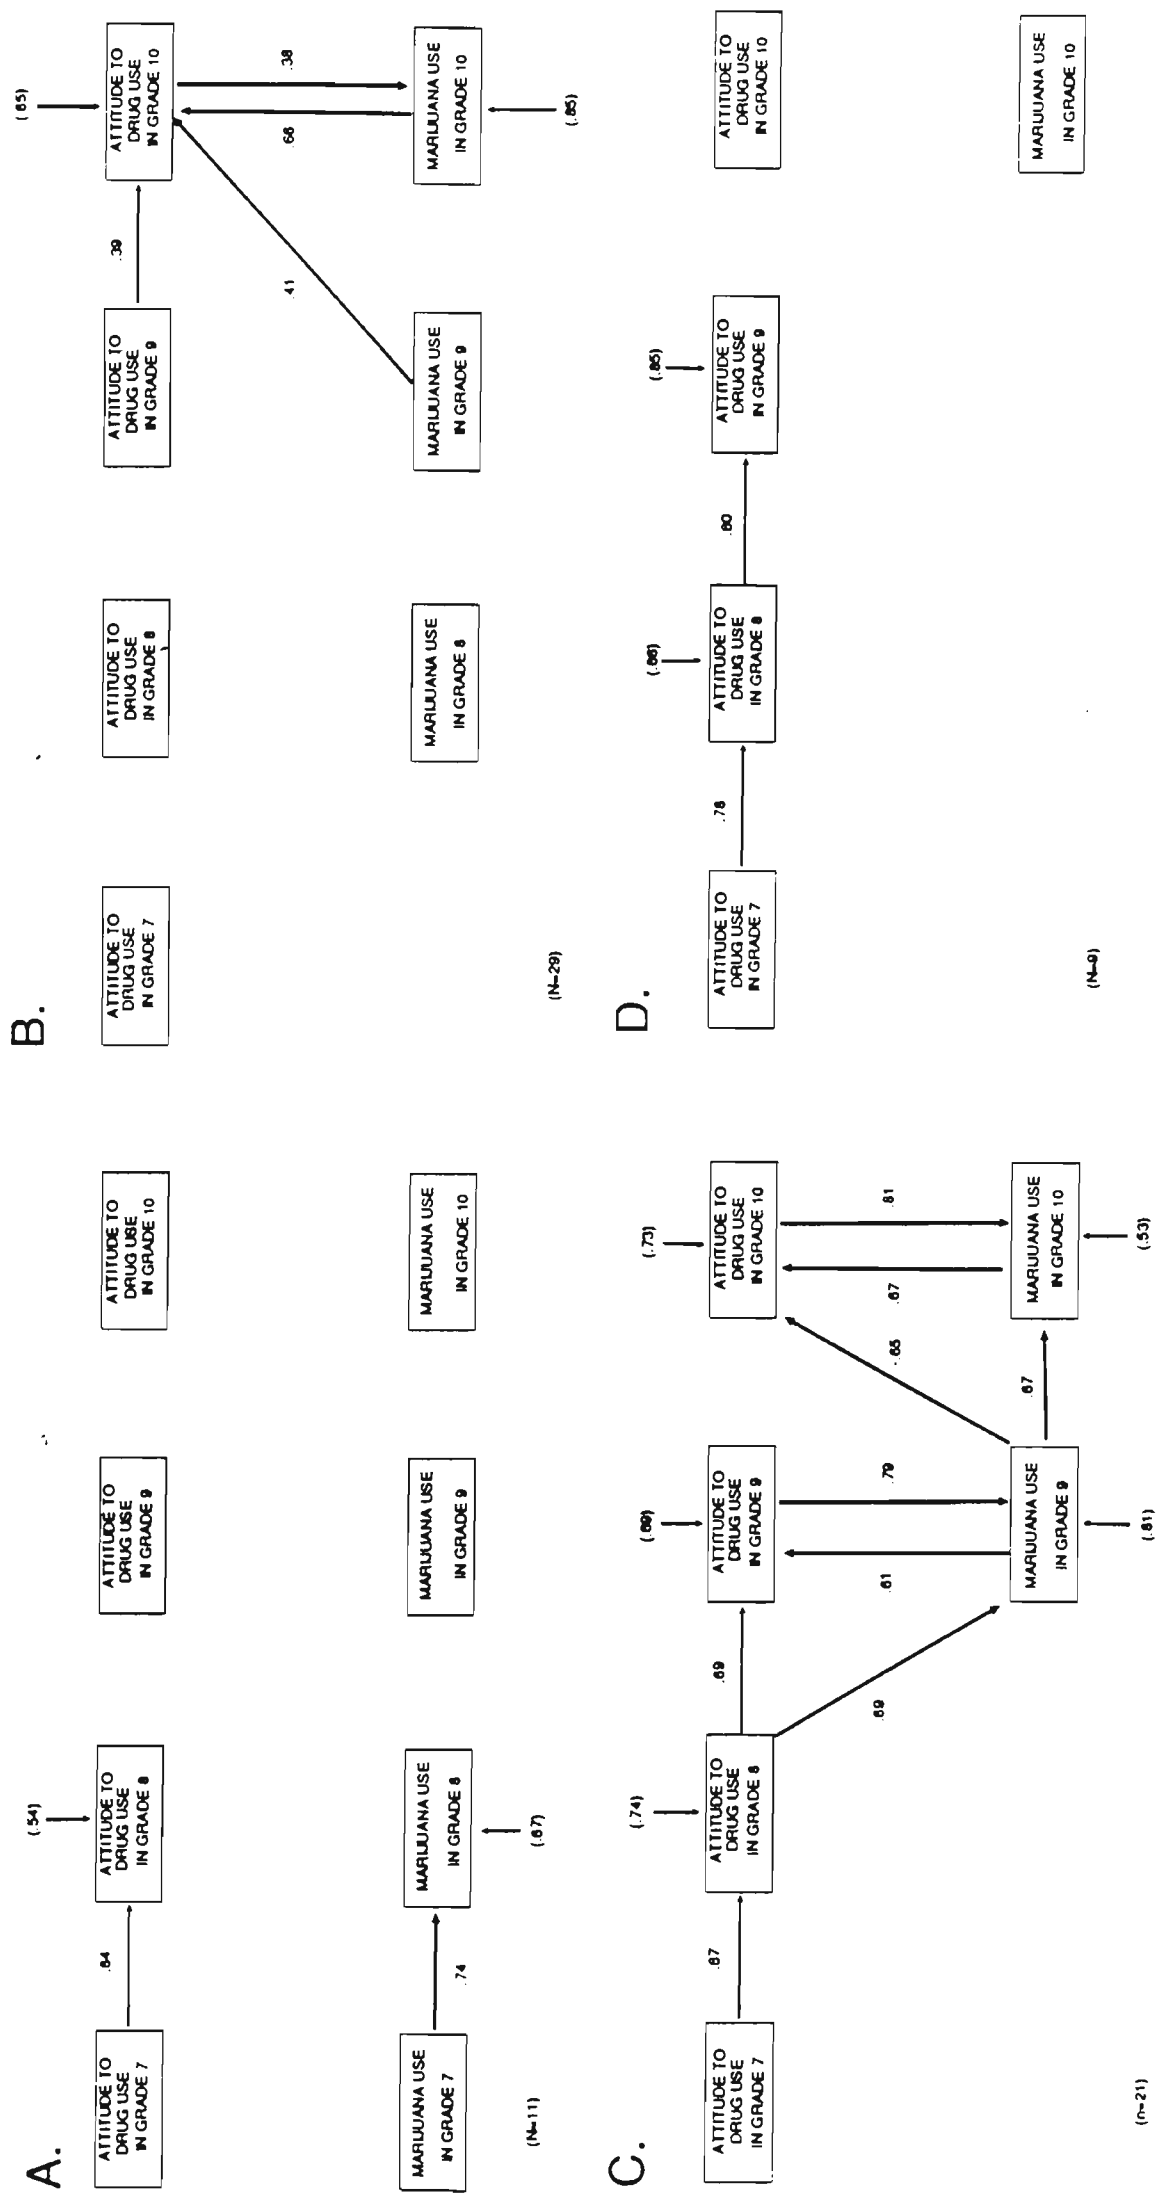 A.
(.54)
ATTITUDE TO
DRUG USE
IN GRADE 7
.64
ATTITUDE TO
DRUG USE
IN GRADE 8
ATTITUDE TO
DRUG USE
IN GRADE 9
ATTITUDE TO
DRUG USE
IN GRADE 10
MARIJUANA USE
IN GRADE 7
.74
MARIJUANA USE
IN GRADE 8
MARIJUANA USE
IN GRADE 9
MARIJUANA USE
IN GRADE 10
(.67)
(N=11)
B.
(.65)
ATTITUDE TO
DRUG USE
IN GRADE 7
ATTITUDE TO
DRUG USE
IN GRADE 8
ATTITUDE TO
DRUG USE
IN GRADE 9
.39
ATTITUDE TO
DRUG USE
IN GRADE 10
.41
.66
.38
MARIJUANA USE
IN GRADE 8
MARIJUANA USE
IN GRADE 9
MARIJUANA USE
IN GRADE 10
(N=29)
(.85)
C.
(.74)
(.69)
(.73)
ATTITUDE TO
DRUG USE
IN GRADE 7
.67
ATTITUDE TO
DRUG USE
IN GRADE 8
.69
ATTITUDE TO
DRUG USE
IN GRADE 9
ATTITUDE TO
DRUG USE
IN GRADE 10
.69
.61
.79
-.65
.67
.81
MARIJUANA USE
IN GRADE 9
.67
MARIJUANA USE
IN GRADE 10
(n=21)
(.61)
(.53)
D.
(.66)
(.85)
ATTITUDE TO
DRUG USE
IN GRADE 7
.78
ATTITUDE TO
DRUG USE
IN GRADE 8
.60
ATTITUDE TO
DRUG USE
IN GRADE 9
ATTITUDE TO
DRUG USE
IN GRADE 10
MARIJUANA USE
IN GRADE 10
(N=9)